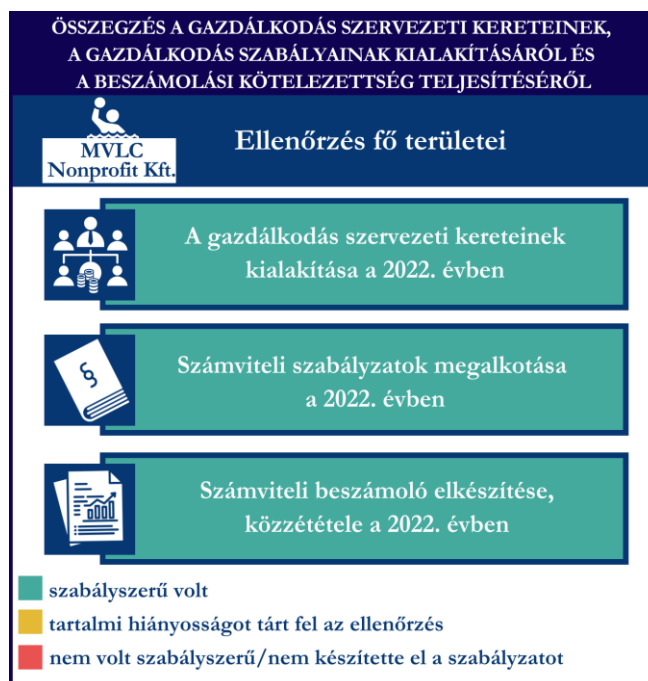 ÖSSZEGZÉS A GAZDÁLKODÁS SZERVEZETI KERETEINEK,
A GAZDÁLKODÁS SZABÁLYAINAK KIALAKÍTÁSÁRÓL ÉS
A BESZÁMOLÁSI KÖTELEZETTSÉG TELJESÍTÉSÉRŐL
MVLC
Nonprofit Kft.
Ellenőrzés fő területei
A gazdálkodás szervezeti kereteinek
kialakítása a 2022. évben
§
Számviteli szabályzatok megalkotása
a 2022. évben
Számviteli beszámoló elkészítése,
közzététele a 2022. évben
szabályszerű volt
tartalmi hiányosságot tárt fel az ellenőrzés
nem volt szabályszerű/nem készítette el a szabályzatot